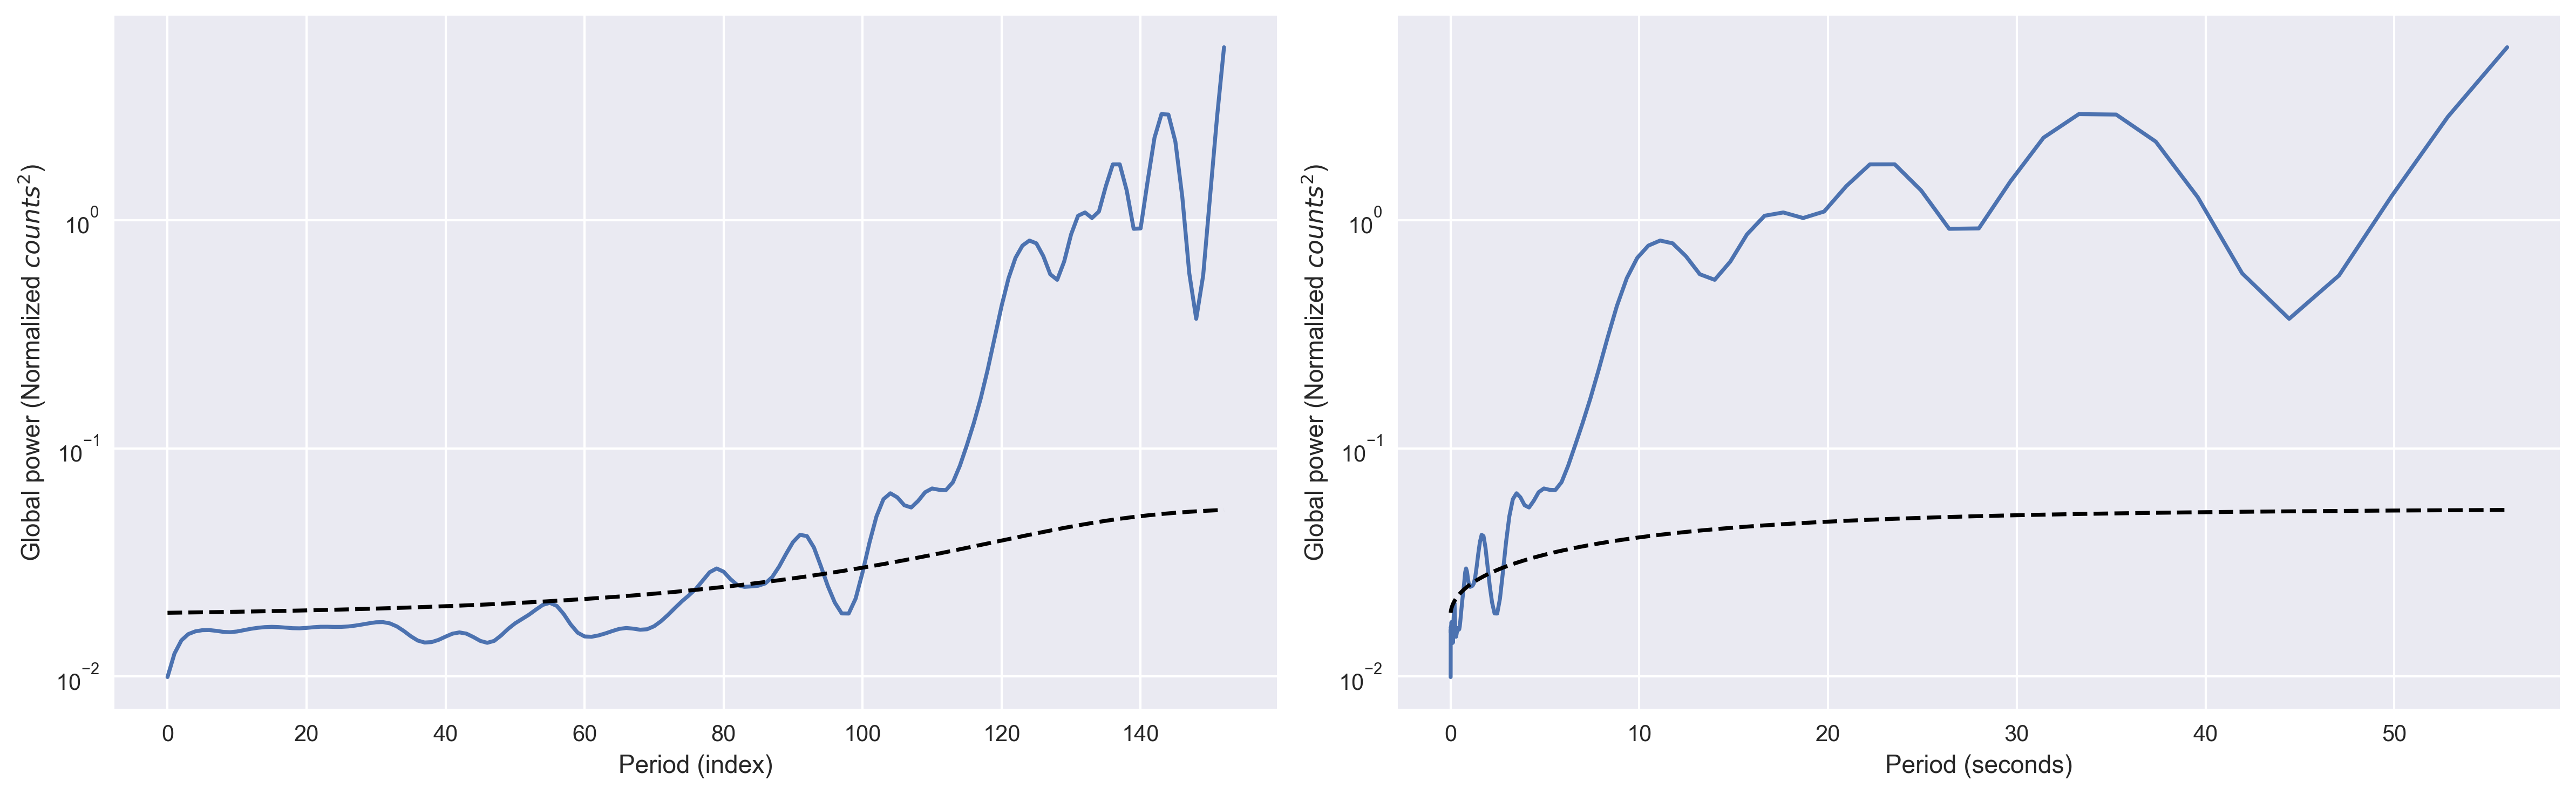 Global power (Normalized counts²)
10⁰
10⁻¹
10⁻²
0 20 40 60 80 100 120 140
Period (index)
Global power (Normalized counts²)
10⁰
10⁻¹
10⁻²
0 10 20 30 40 50
Period (seconds)